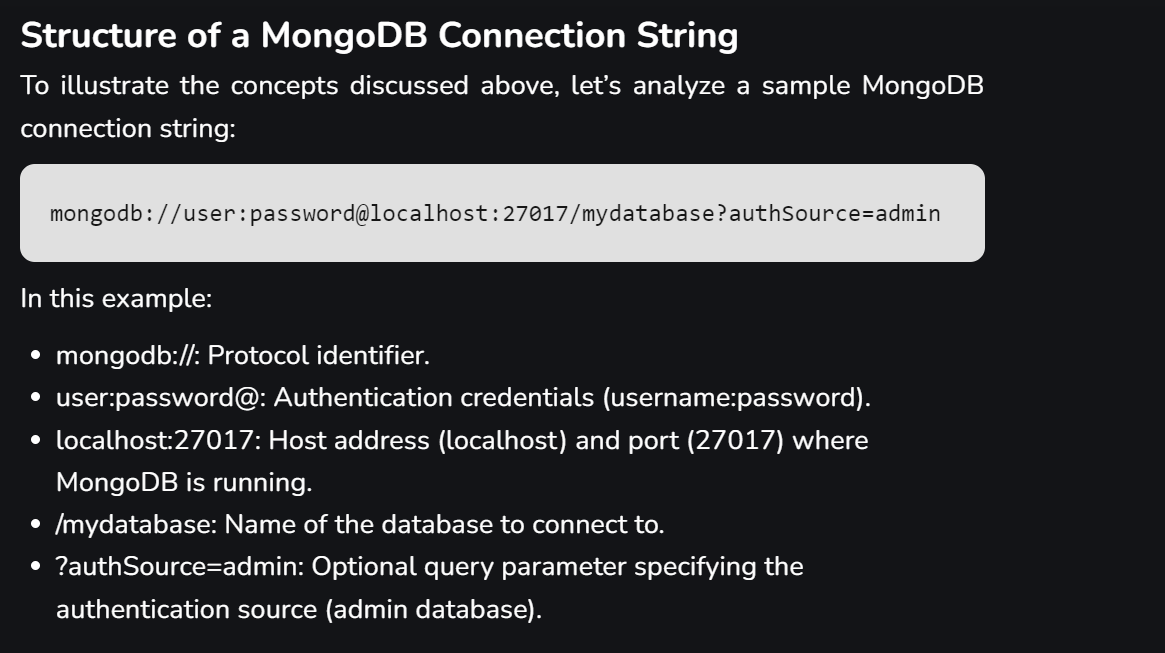 Structure of a MongoDB Connection String
To illustrate the concepts discussed above, let’s analyze a sample MongoDB
connection string:
mongodb://user:password@localhost:27017/mydatabase?authSource=admin
In this example:
• mongodb://: Protocol identifier.
• user:password@: Authentication credentials (username:password).
• localhost:27017: Host address (localhost) and port (27017) where
MongoDB is running.
• /mydatabase: Name of the database to connect to.
• ?authSource=admin: Optional query parameter specifying the
authentication source (admin database).